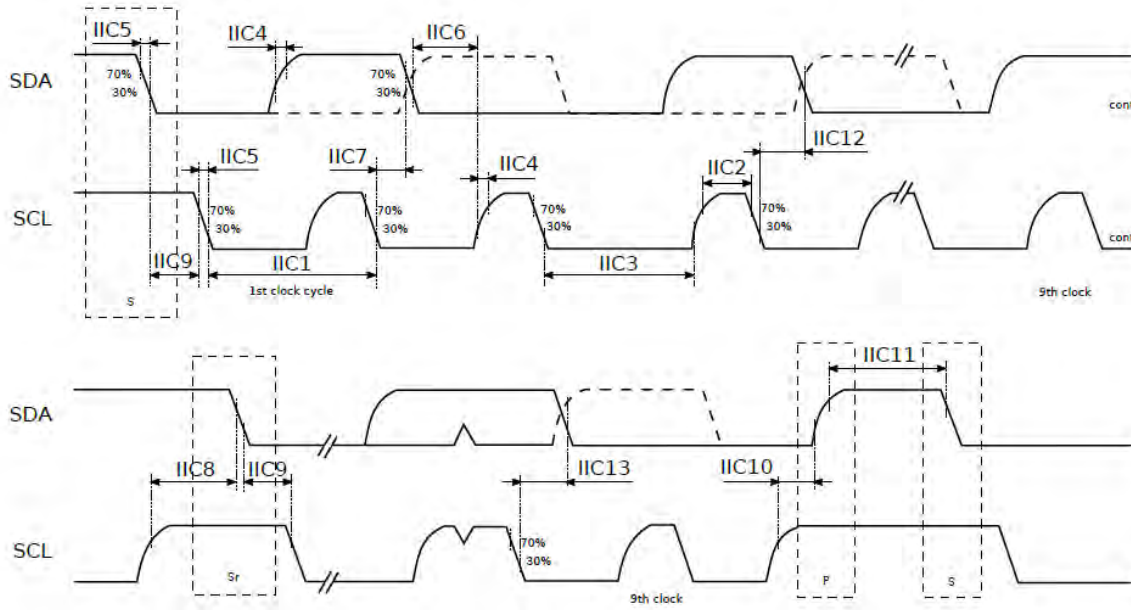 IIC5 IIC4 IIC6
SDA 70% 30% 70% 30% cont
IIC12
IIC5 IIC7 IIC4 IIC2
SCL 70% 30% 70% 30% 70% 30% 70% 30% cont
IIC9 IIC1 IIC3
S 1st clock cycle 9th clock
IIC11
SDA
IIC8 IIC9 IIC13 IIC10
SCL 70% 30%
Sr P S
9th clock